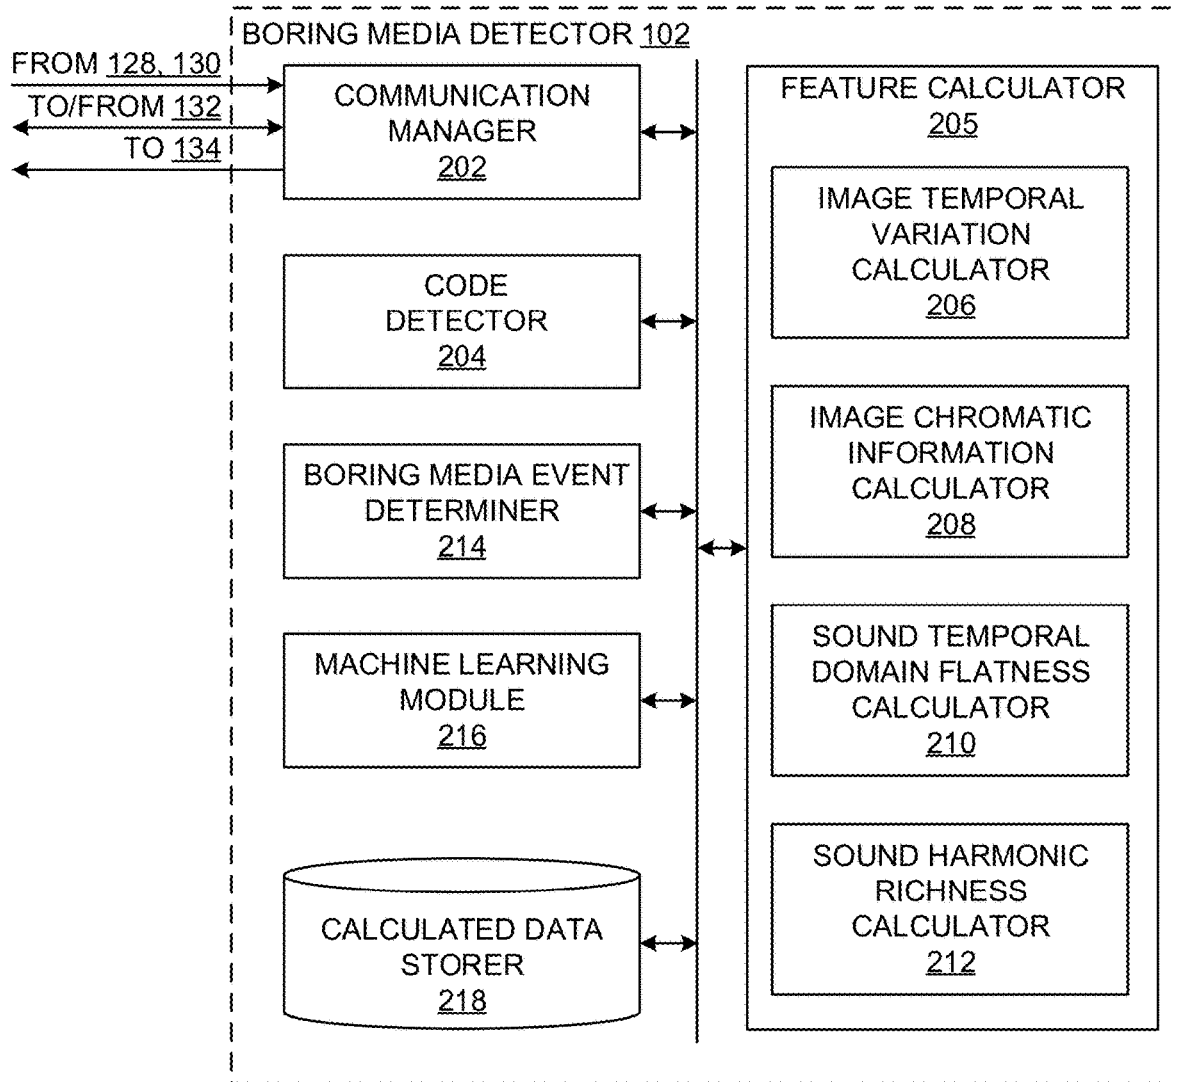 BORING MEDIA DETECTOR 102
FROM 128, 130
TO/FROM 132
TO 134
COMMUNICATION
MANAGER
202
CODE
DETECTOR
204
BORING MEDIA EVENT
DETERMINER
214
MACHINE LEARNING
MODULE
216
CALCULATED DATA
STORER
218
FEATURE CALCULATOR
205
IMAGE TEMPORAL
VARIATION
CALCULATOR
206
IMAGE CHROMATIC
INFORMATION
CALCULATOR
208
SOUND TEMPORAL
DOMAIN FLATNESS
CALCULATOR
210
SOUND HARMONIC
RICHNESS
CALCULATOR
212